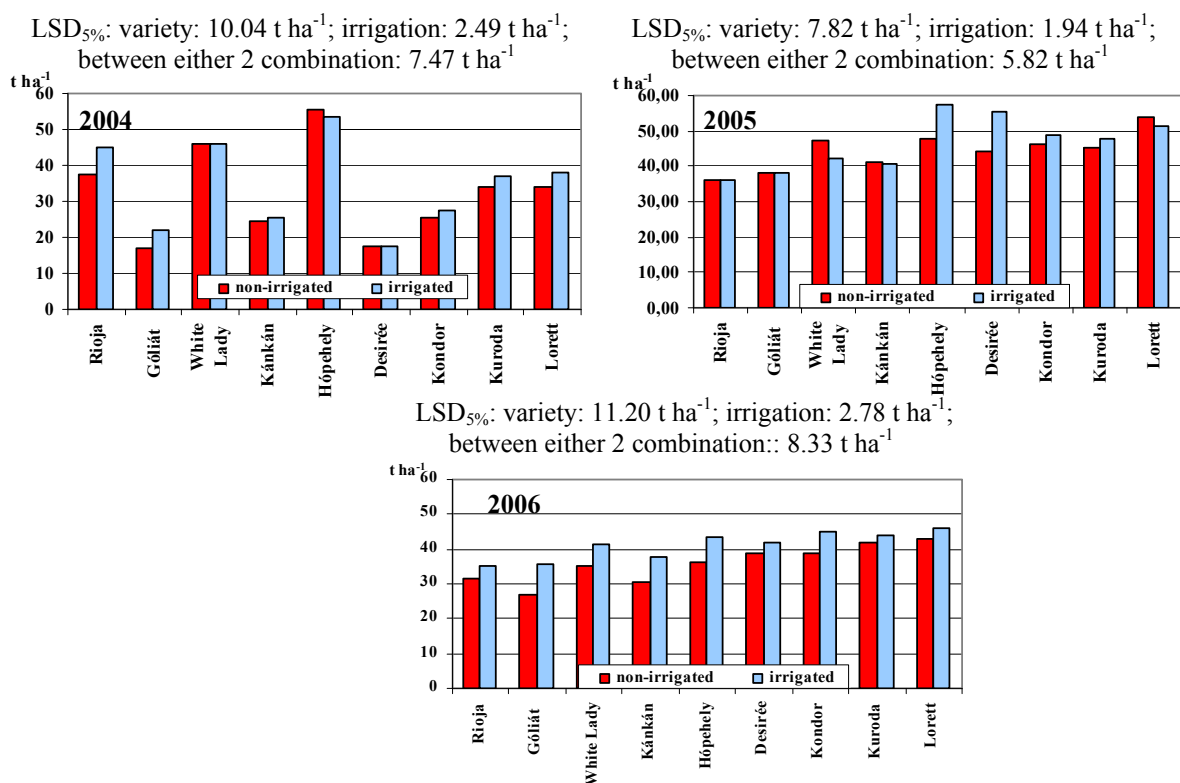 LSD5%: variety: 10.04 t ha-1; irrigation: 2.49 t ha-1;
between either 2 combination: 7.47 t ha-1
t ha-1
60
50
40
30
20
10
0
2004
non-irrigated irrigated
Rioja
Góliát
White
Lady
Kánkán
Hópehely
Desirée
Kondor
Kuroda
Lorett
LSD5%: variety: 7.82 t ha-1; irrigation: 1.94 t ha-1;
between either 2 combination: 5.82 t ha-1
t ha-1
60,00
50,00
40,00
30,00
20,00
10,00
0,00
2005
non-irrigated irrigated
Rioja
Góliát
White
Lady
Kánkán
Hópehely
Desirée
Kondor
Kuroda
Lorett
LSD5%: variety: 11.20 t ha-1; irrigation: 2.78 t ha-1;
between either 2 combination:: 8.33 t ha-1
t ha-1
60
50
40
30
20
10
0
2006
non-irrigated irrigated
Rioja
Góliát
White Lady
Kánkán
Hópehely
Desirée
Kondor
Kuroda
Lorett